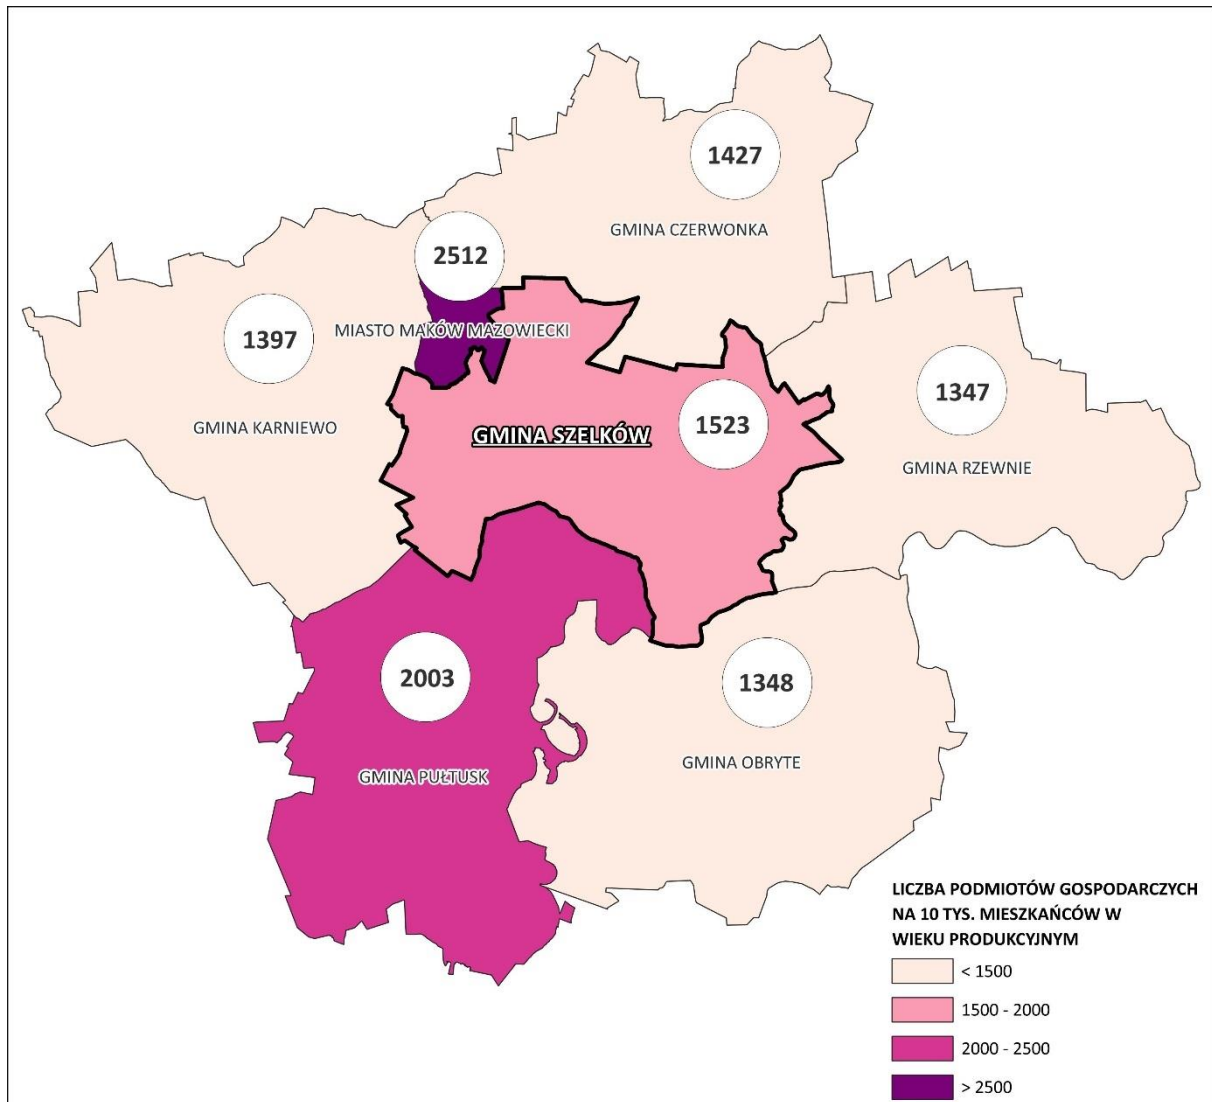 1427
GMINA CZERWONKA
2512
1397
MIASTO MAKÓW MAZOWIECKI
1347
GMINA KARNIEWO
GMINA SZELKÓW
1523
GMINA RZEWNIE
2003
1348
GMINA PUŁTUSK
GMINA OBRYTE
LICZBA PODMIOTÓW GOSPODARCZYCH
NA 10 TYS. MIESZKAŃCÓW W
WIEKU PRODUKCYJNYM
< 1500
1500 - 2000
2000 - 2500
> 2500